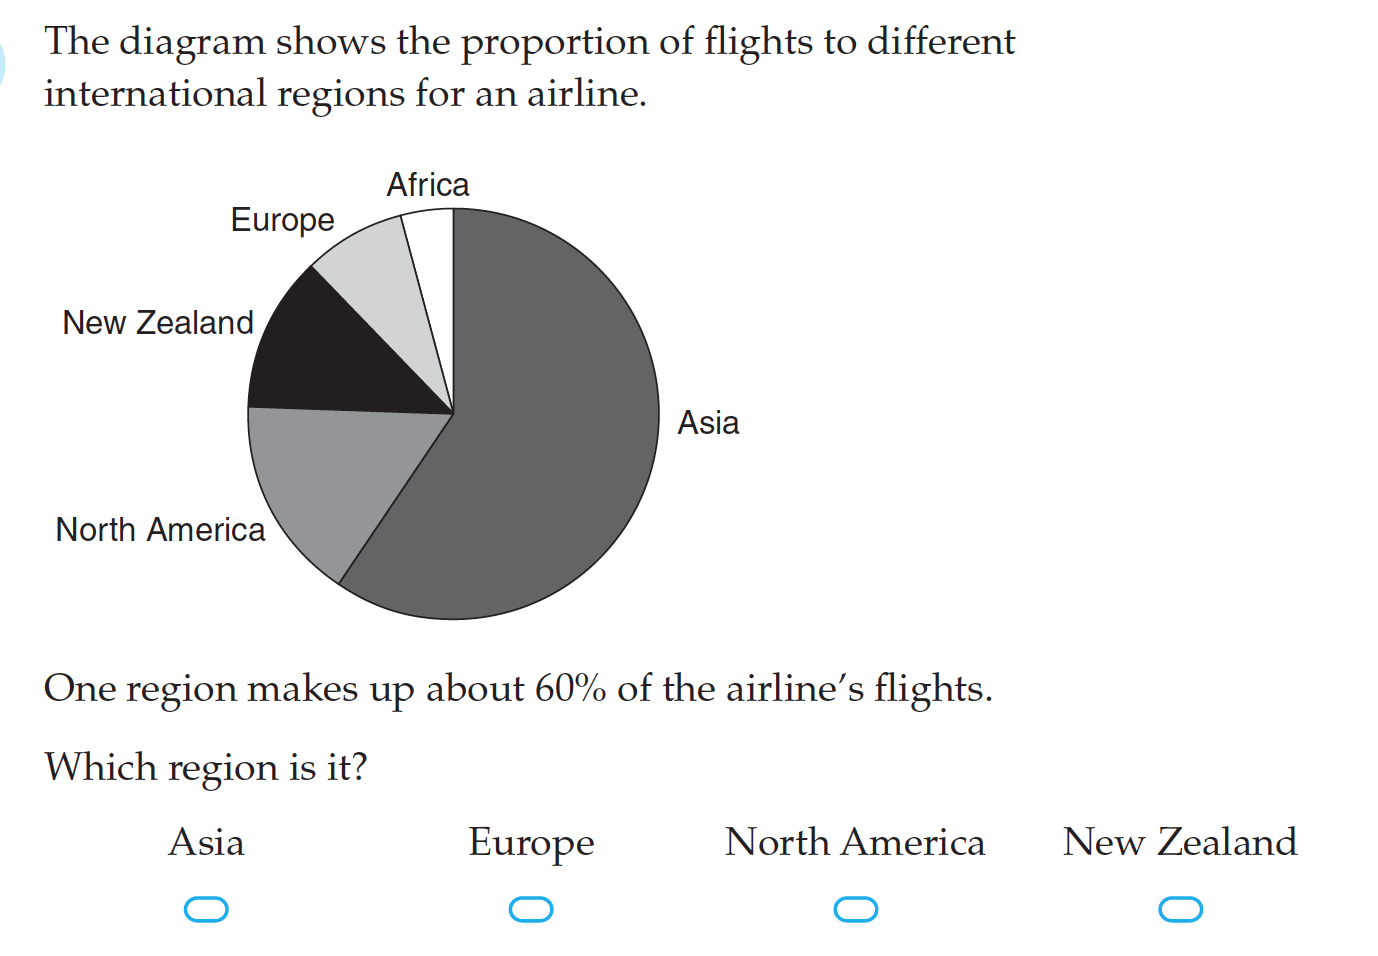 The diagram shows the proportion of flights to different
international regions for an airline.
Africa
Europe
New Zealand
Asia
North America
One region makes up about 60% of the airline’s flights.
Which region is it?
Asia Europe North America New Zealand